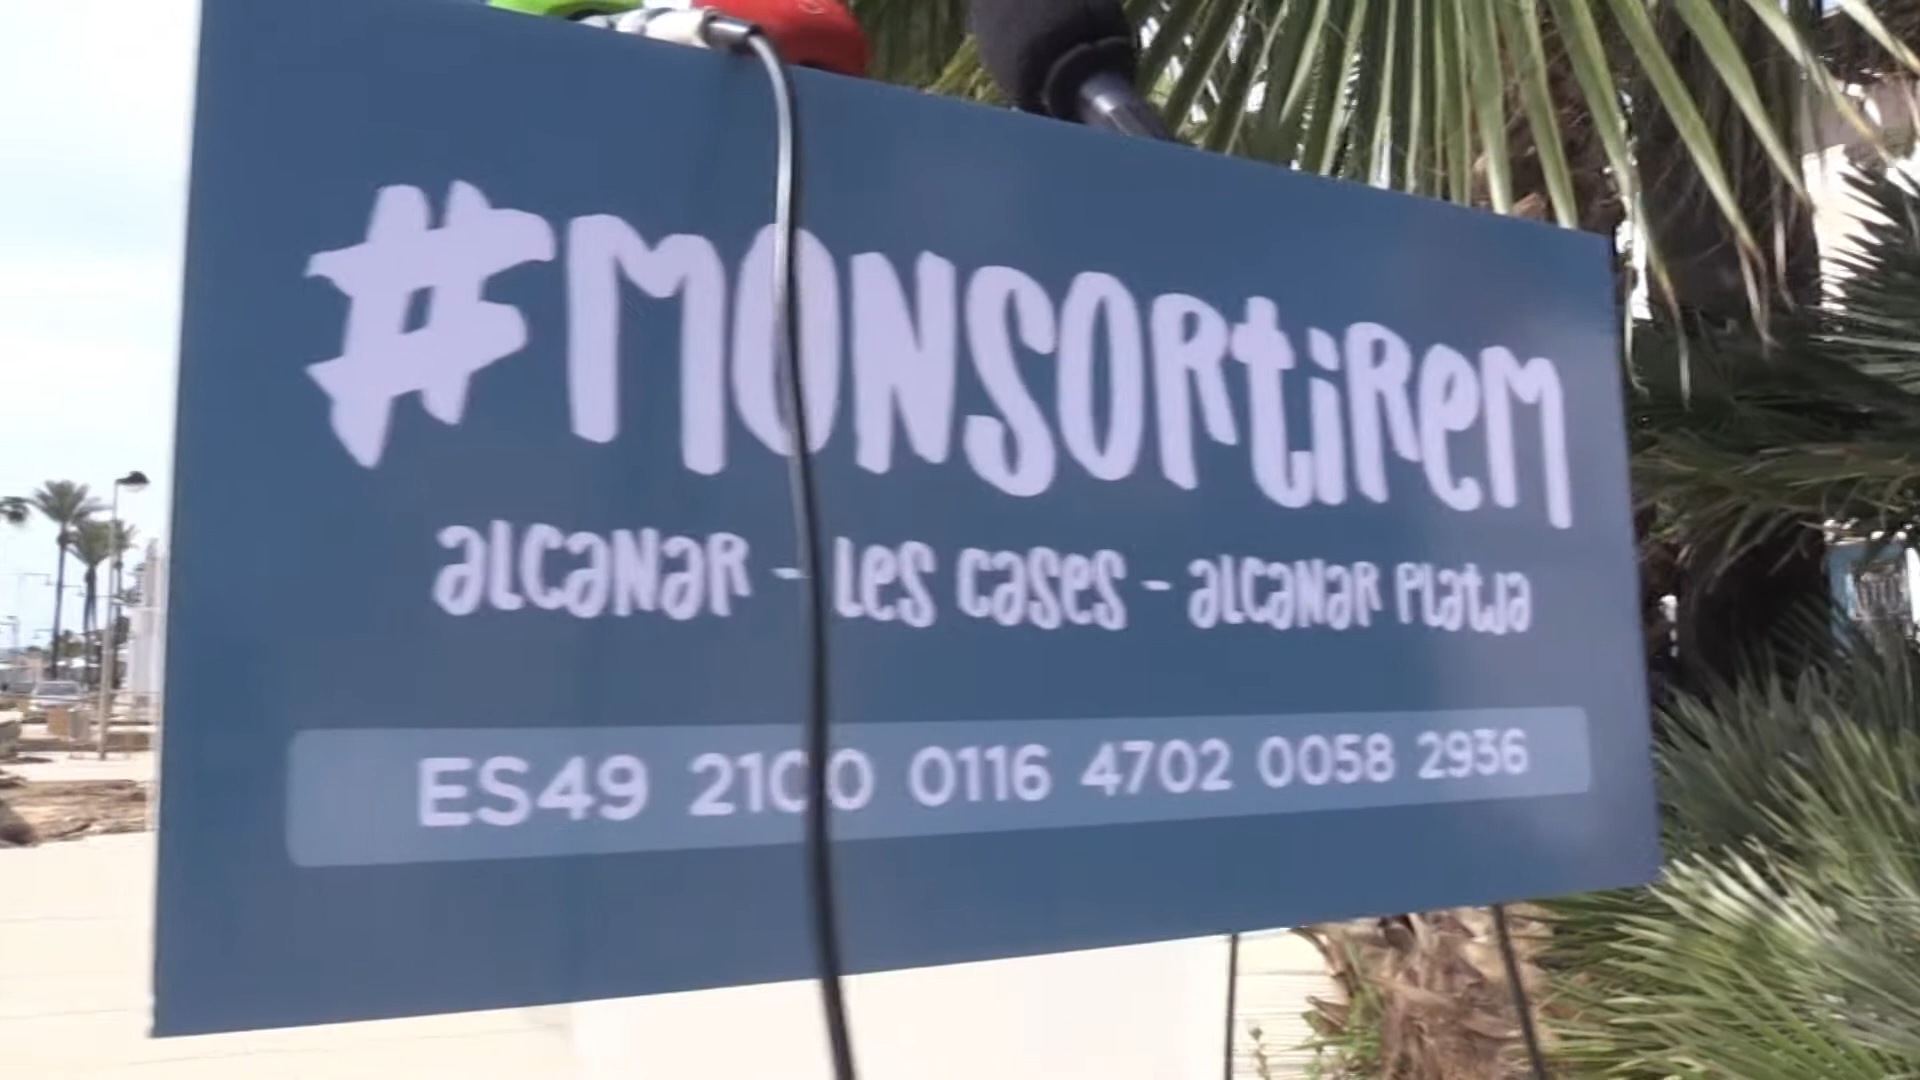 #MONSORTIREM
ALCANAR - LES CASES - ALCANAR PLATJA
ES49 2100 0116 4702 0058 2936